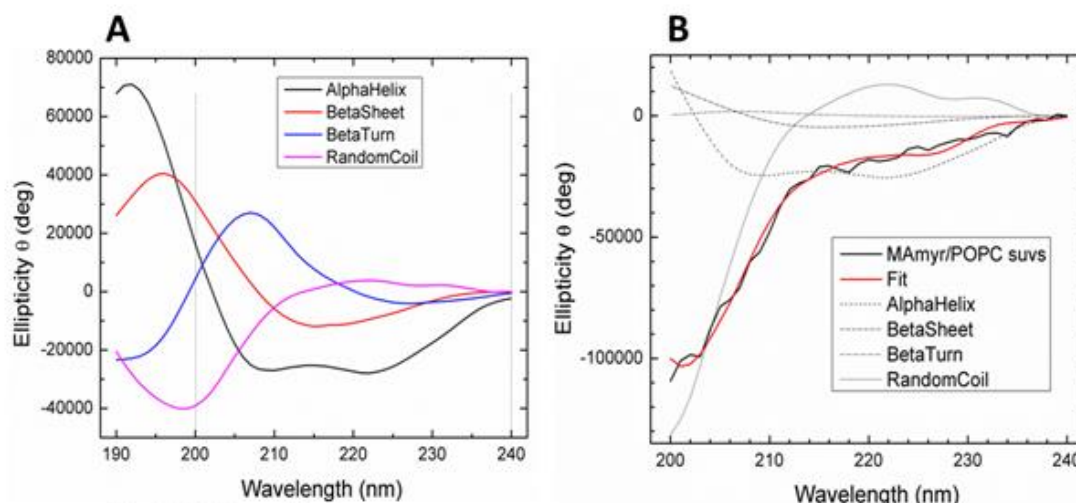 A
80000
60000
40000
20000
0
-20000
-40000
Ellipticity θ (deg)
190 200 210 220 230 240
Wavelength (nm)
AlphaHelix
BetaSheet
BetaTurn
RandomCoil
B
0
-50000
-100000
Ellipticity θ (deg)
200 210 220 230 240
Wavelength (nm)
MAmyr/POPC suvs
Fit
AlphaHelix
BetaSheet
BetaTurn
RandomCoil